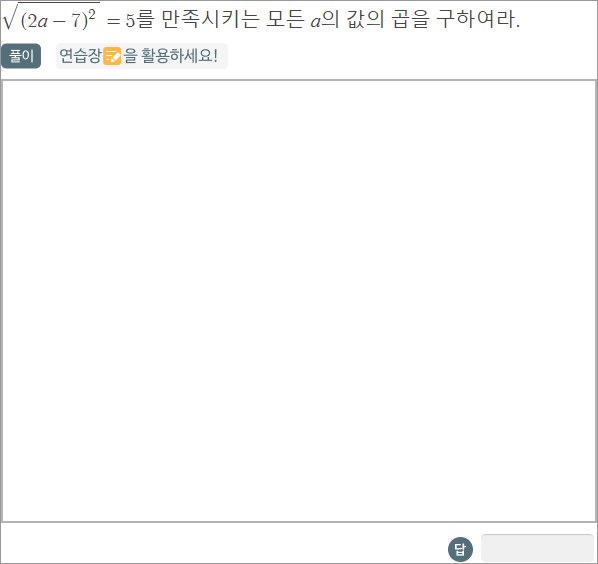 √(2a − 7)² = 5를 만족시키는 모든 a의 값의 곱을 구하여라.
풀이 연습장을 활용하세요!
답